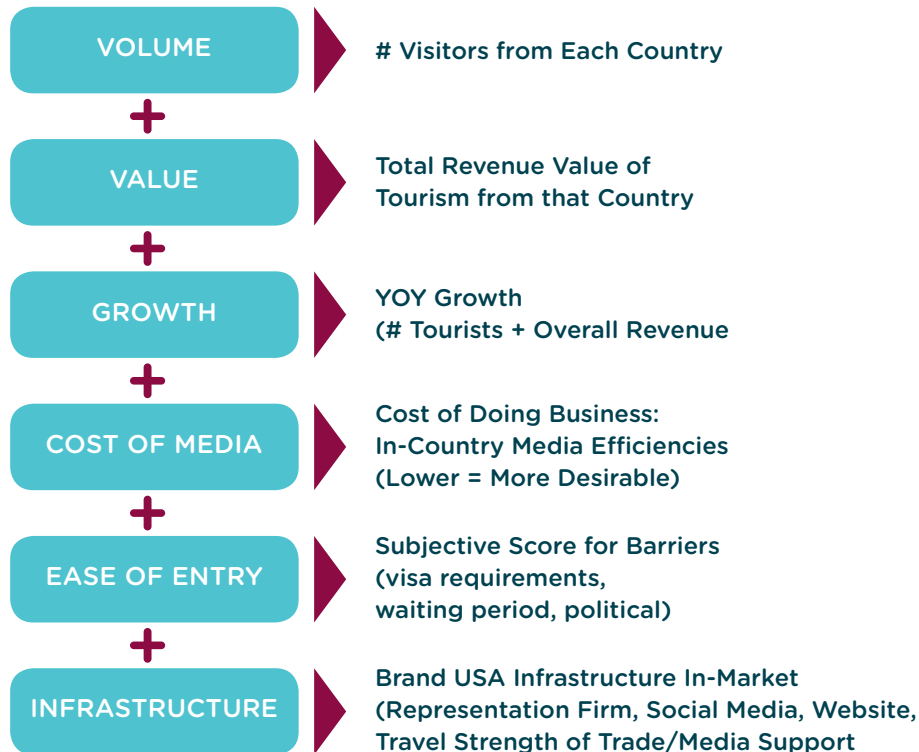 VOLUME
# Visitors from Each Country
+
VALUE
Total Revenue Value of
Tourism from that Country
+
GROWTH
YOY Growth
(# Tourists + Overall Revenue
+
COST OF MEDIA
Cost of Doing Business:
In-Country Media Efficiencies
(Lower = More Desirable)
+
EASE OF ENTRY
Subjective Score for Barriers
(visa requirements,
waiting period, political)
+
INFRASTRUCTURE
Brand USA Infrastructure In-Market
(Representation Firm, Social Media, Website,
Travel Strength of Trade/Media Support